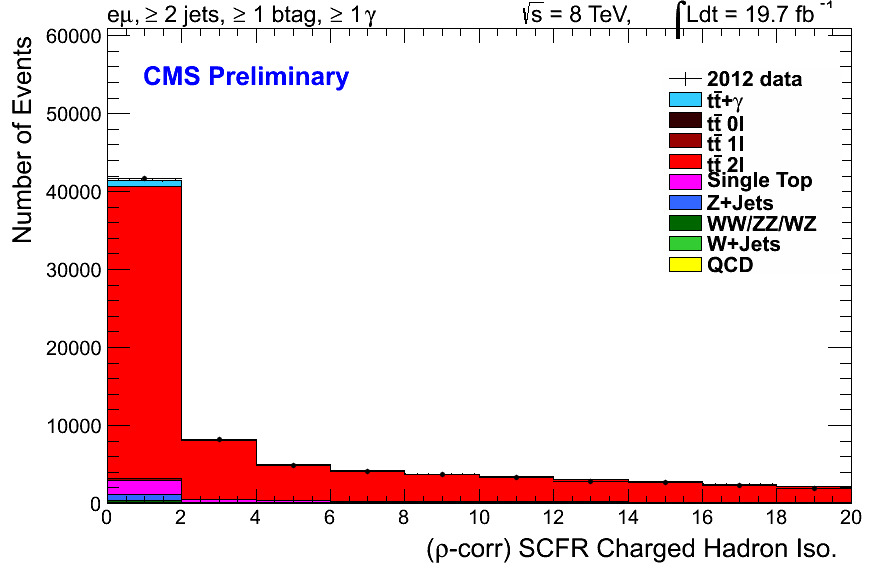 eμ, ≥ 2 jets, ≥ 1 btag, ≥ 1 γ √s = 8 TeV, ∫Ldt = 19.7 fb⁻¹
CMS Preliminary
2012 data
tt̄+γ
tt̄ 0l
tt̄ 1l
tt̄ 2l
Single Top
Z+Jets
WW/ZZ/WZ
W+Jets
QCD
Number of Events
60000
50000
40000
30000
20000
10000
0
0 2 4 6 8 10 12 14 16 18 20
(ρ-corr) SCFR Charged Hadron Iso.